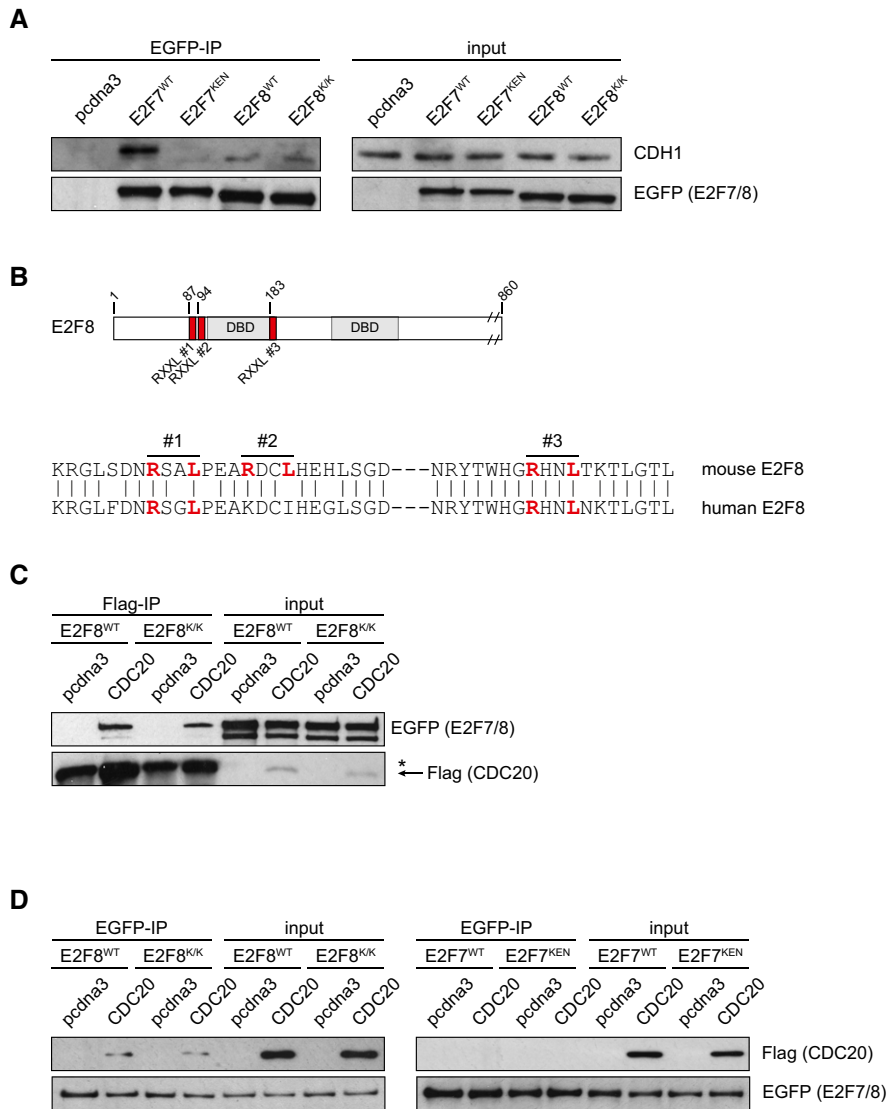 A
EGFP-IP input
pcdna3 E2F7WT E2F7KEN E2F8WT E2F8K/K pcdna3 E2F7WT E2F7KEN E2F8WT E2F8K/K
CDH1
EGFP (E2F7/8)
B
1 87 94 183 860
E2F8 DBD DBD
RXXL #1 RXXL #2 RXXL #3
#1 #2 #3
KRGLSDNRSALPEARDCLHEHLSGD---NRYTWHGRHNLTKTLGTL mouse E2F8
KRGLFDNRSGLPEAKDCIHEGLSGD---NRYTWHGRHNLNKTLGTL human E2F8
C
Flag-IP input
E2F8WT E2F8K/K E2F8WT E2F8K/K
pcdna3 CDC20 pcdna3 CDC20 pcdna3 CDC20 pcdna3 CDC20
EGFP (E2F7/8)
*
Flag (CDC20)
D
EGFP-IP input EGFP-IP input
E2F8WT E2F8K/K E2F8WT E2F8K/K E2F7WT E2F7KEN E2F7WT E2F7KEN
pcdna3 CDC20 pcdna3 CDC20 pcdna3 CDC20 pcdna3 CDC20 pcdna3 CDC20 pcdna3 CDC20 pcdna3 CDC20 pcdna3 CDC20
Flag (CDC20)
EGFP (E2F7/8)